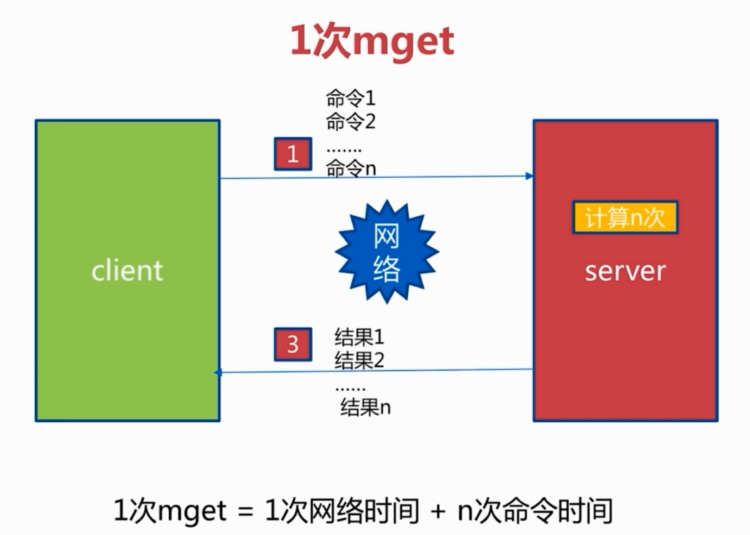 1次mget
命令1
命令2
.......
命令n
1
计算n次
网
络
client
server
3
结果1
结果2
......
结果n
1次mget = 1次网络时间 + n次命令时间